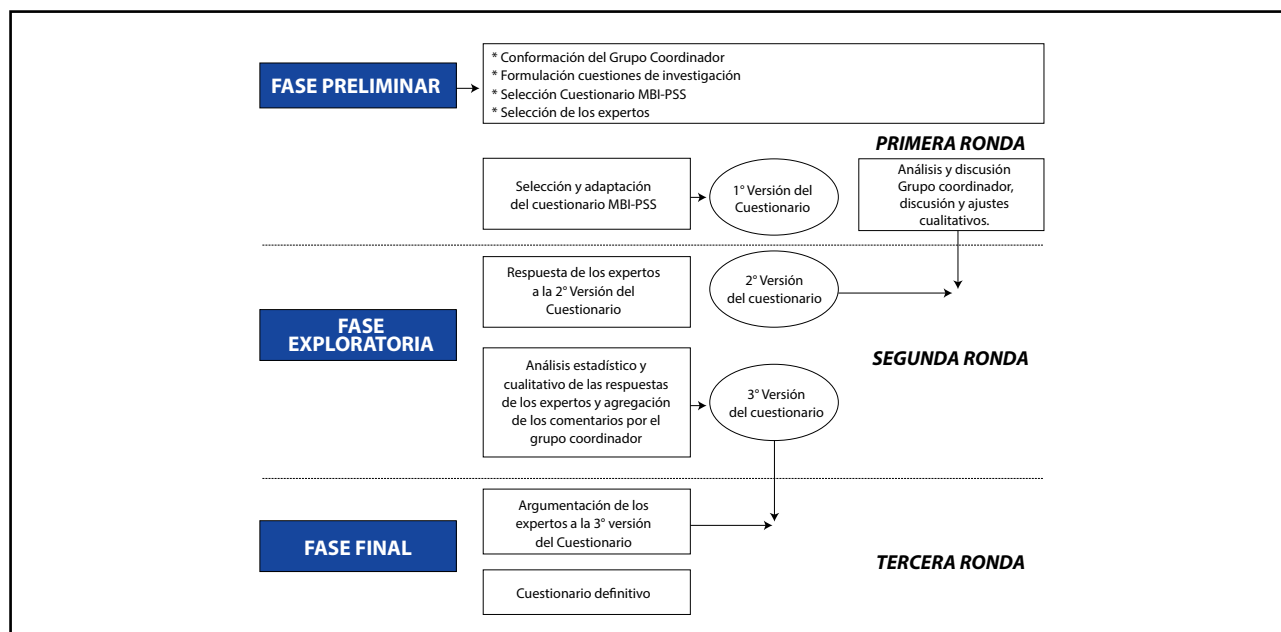 FASE PRELIMINAR
* Conformación del Grupo Coordinador
* Formulación cuestiones de investigación
* Selección Cuestionario MBI-PSS
* Selección de los expertos
PRIMERA RONDA
Selección y adaptación
del cuestionario MBI-PSS
1° Versión del
Cuestionario
Análisis y discusión
Grupo coordinador,
discusión y ajustes
cualitativos.
FASE
EXPLORATORIA
Respuesta de los expertos
a la 2° Versión del
Cuestionario
2° Versión
del cuestionario
SEGUNDA RONDA
Análisis estadístico y
cualitativo de las respuestas
de los expertos y agregación
de los comentarios por el
grupo coordinador
3° Versión
del cuestionario
FASE FINAL
Argumentación de los
expertos a la 3° versión
del Cuestionario
TERCERA RONDA
Cuestionario definitivo